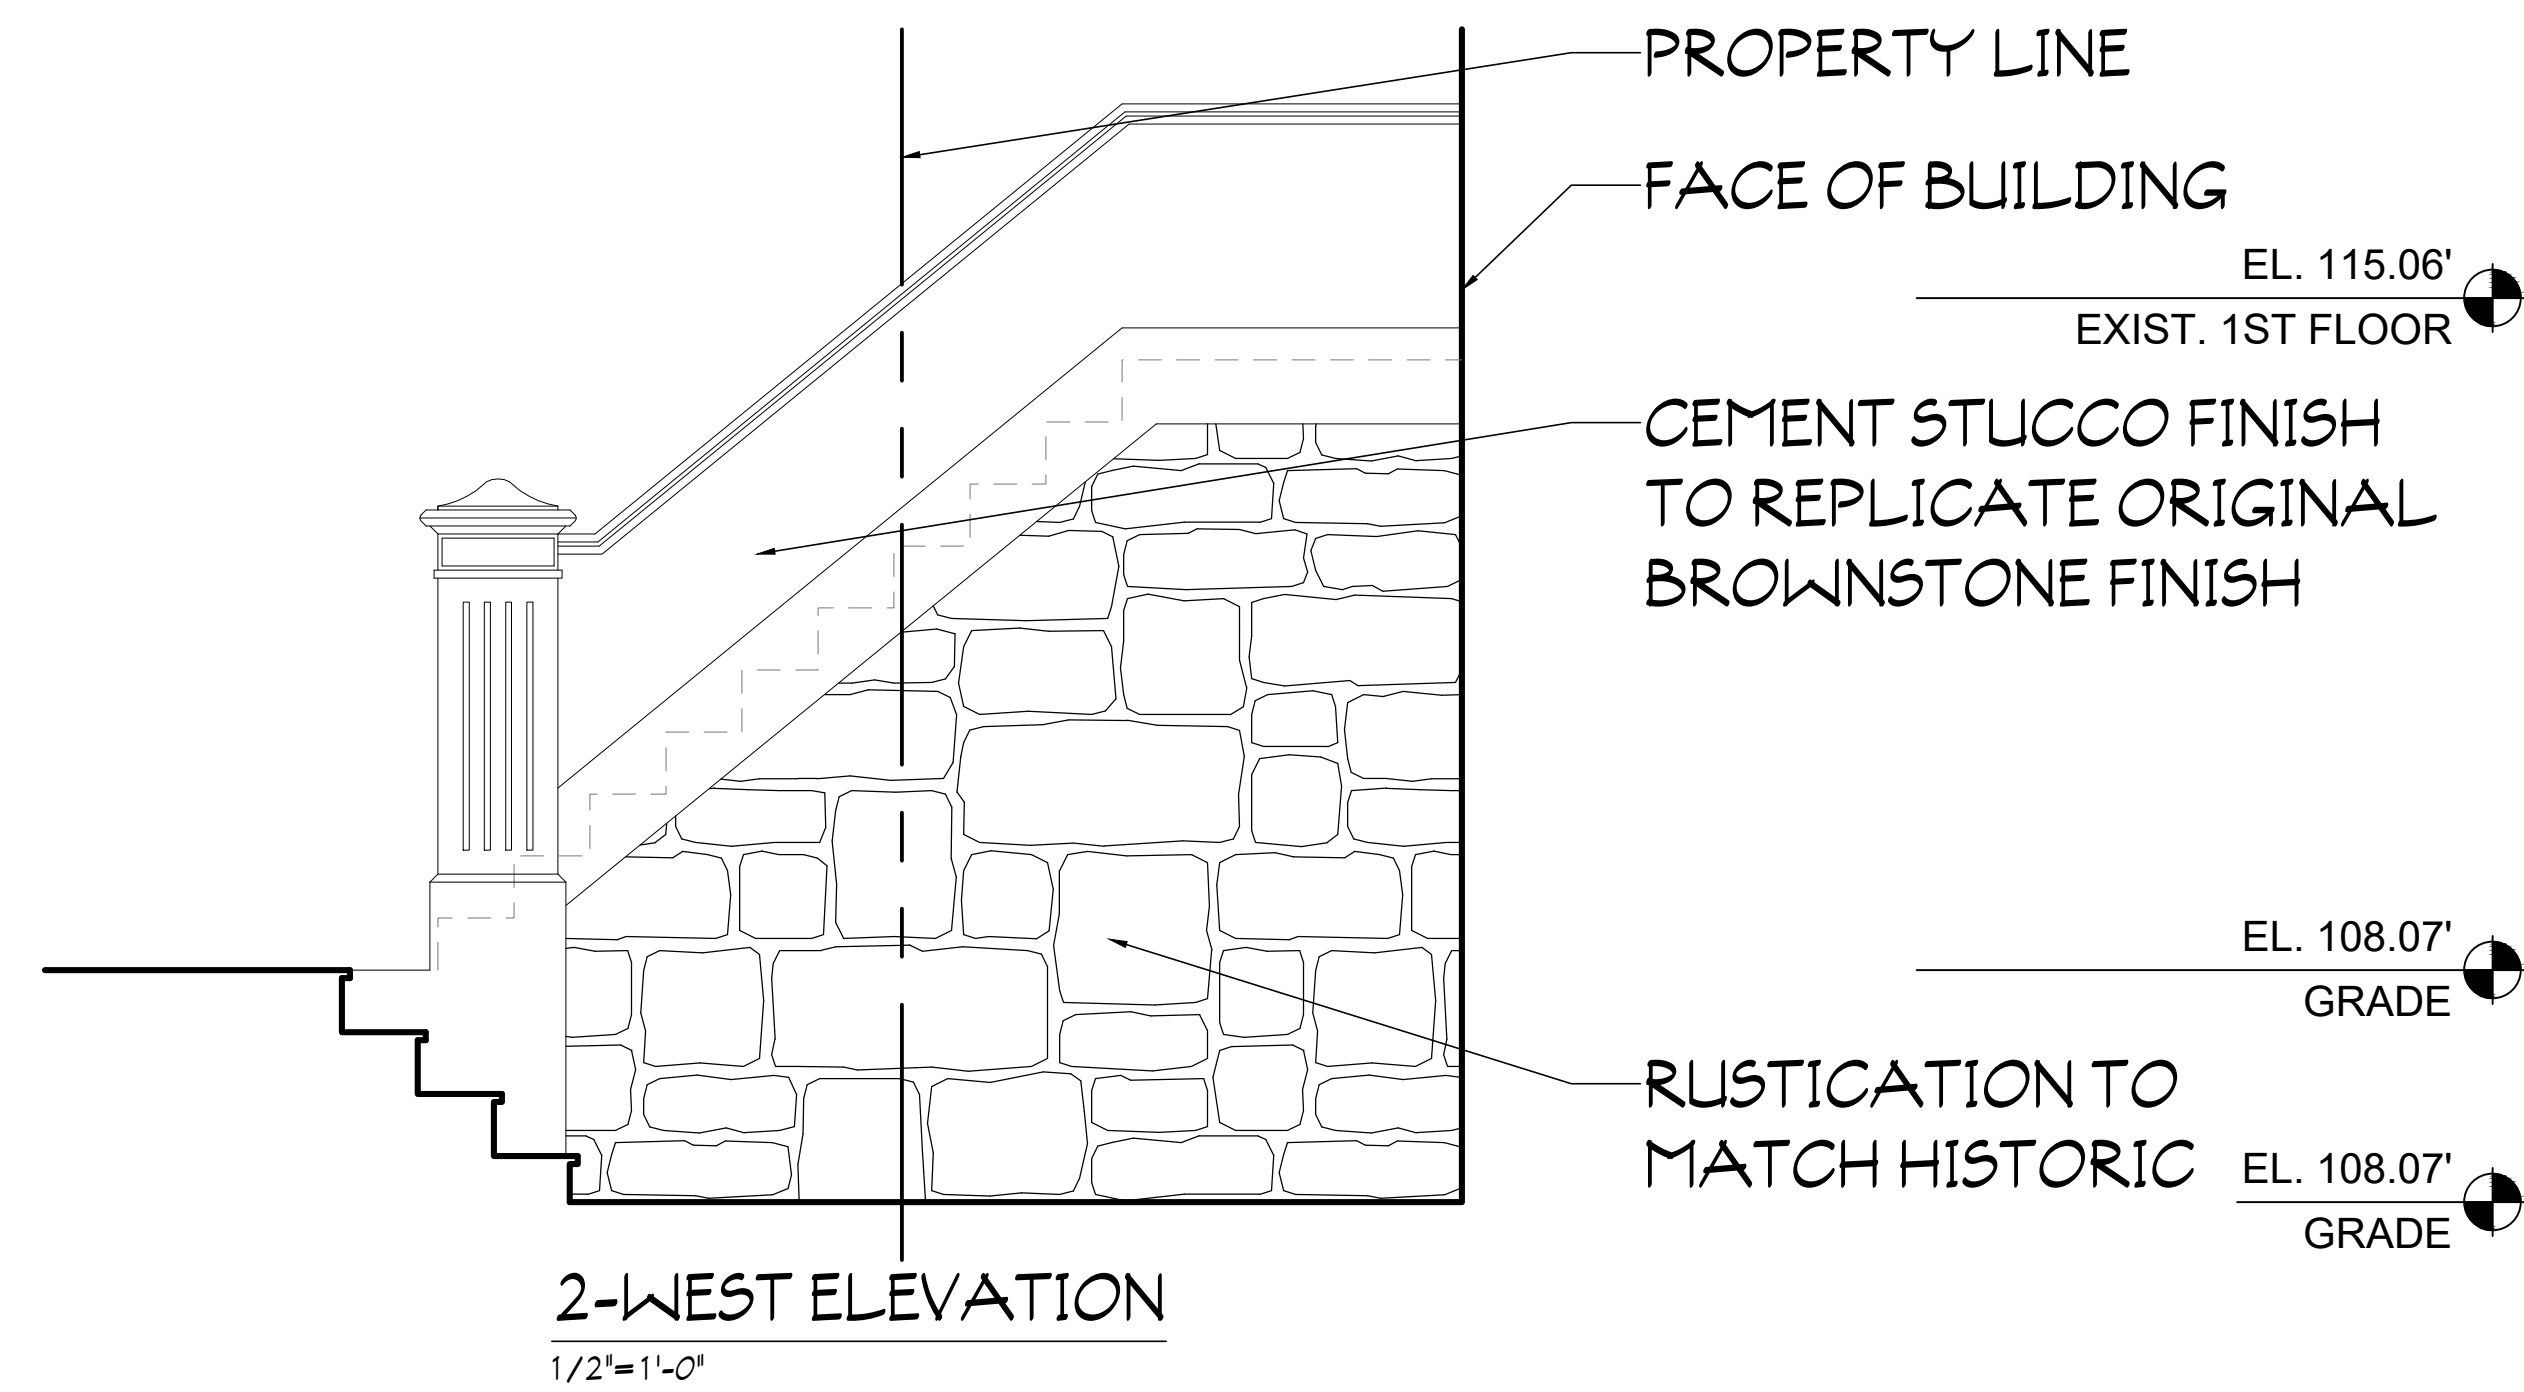 PROPERTY LINE
FACE OF BUILDING
EL. 115.06'
EXIST. 1ST FLOOR
CEMENT STUCCO FINISH
TO REPLICATE ORIGINAL
BROWNSTONE FINISH
EL. 108.07'
GRADE
RUSTICATION TO
MATCH HISTORIC
EL. 108.07'
GRADE
2-WEST ELEVATION
1/2"=1'-0"